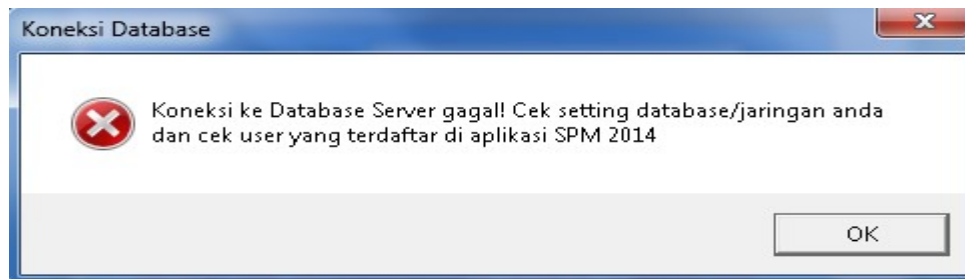 Koneksi Database
Koneksi ke Database Server gagal! Cek setting database/jaringan anda
dan cek user yang terdaftar di aplikasi SPM 2014
OK